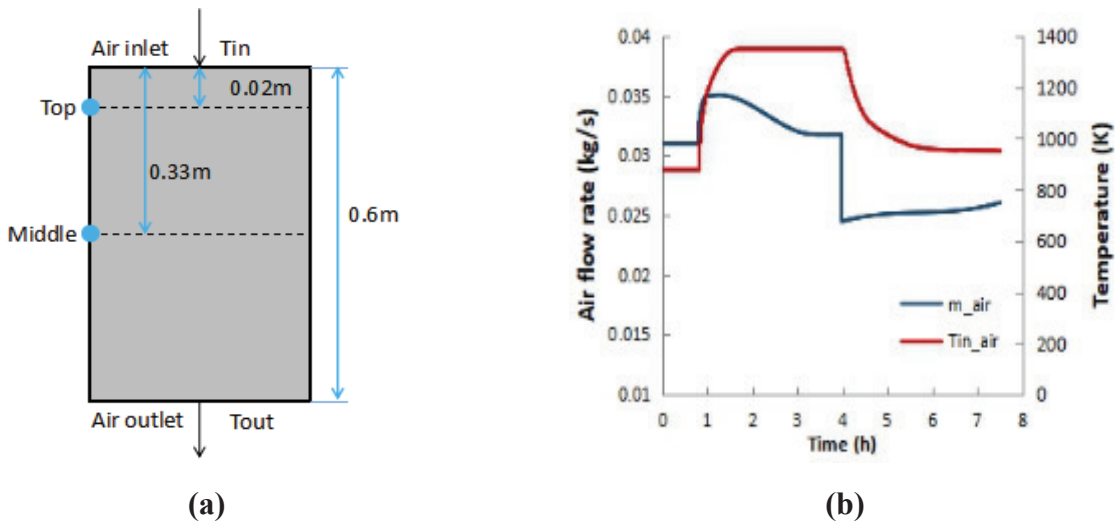 Air inlet Tin
0.02m
Top
0.33m
0.6m
Middle
Air outlet Tout
(a)
Air flow rate (kg/s)
0.04
0.035
0.03
0.025
0.02
0.015
0.01
0 1 2 3 4 5 6 7 8
Time (h)
m_air
Tin_air
1400
1200
1000
800
600
400
200
0
Temperature (K)
(b)